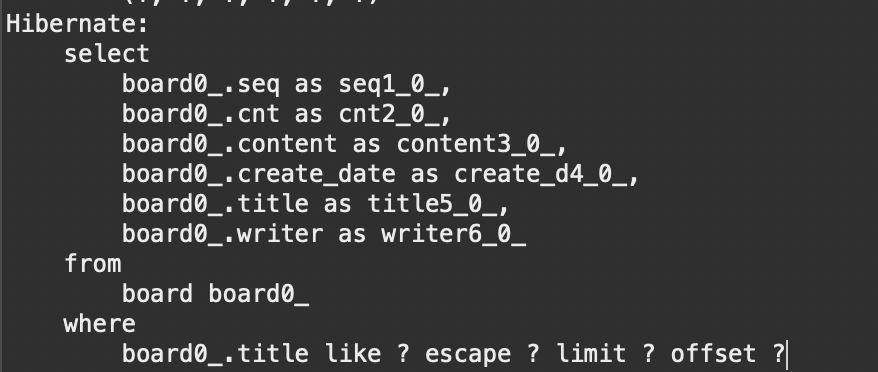 Hibernate:
    select
        board0_.seq as seq1_0_,
        board0_.cnt as cnt2_0_,
        board0_.content as content3_0_,
        board0_.create_date as create_d4_0_,
        board0_.title as title5_0_,
        board0_.writer as writer6_0_
    from
        board board0_
    where
        board0_.title like ? escape ? limit ? offset ?